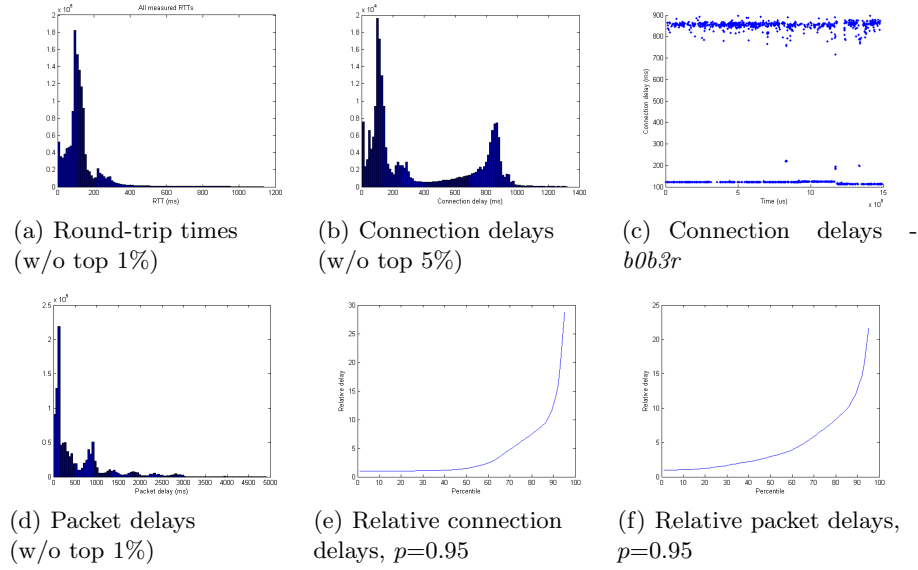 All measured RTTs
x 10^6
2
1.8
1.6
1.4
1.2
1
0.8
0.6
0.4
0.2
0
0 200 400 600 800 1000 1200
RTT (ms)
(a) Round-trip times
(w/o top 1%)
x 10^4
2
1.8
1.6
1.4
1.2
1
0.8
0.6
0.4
0.2
0
0 200 400 600 800 1000 1200 1400
Connection delay (ms)
(b) Connection delays
(w/o top 5%)
900
800
700
600
500
400
300
200
100
Connection delay (ms)
0 5 10 15
Time (us)
(c) Connection delays -
b0b3r
2.5
2
1.5
1
0.5
0
0 500 1000 1500 2000 2500 3000 3500 4000 4500 5000
Packet delay (ms)
(d) Packet delays
(w/o top 1%)
30
25
20
15
10
5
0
Relative delay
0 10 20 30 40 50 60 70 80 90 100
Percentile
(e) Relative connection
delays, p=0.95
25
20
15
10
5
0
Relative delay
0 10 20 30 40 50 60 70 80 90 100
Percentile
(f) Relative packet delays,
p=0.95